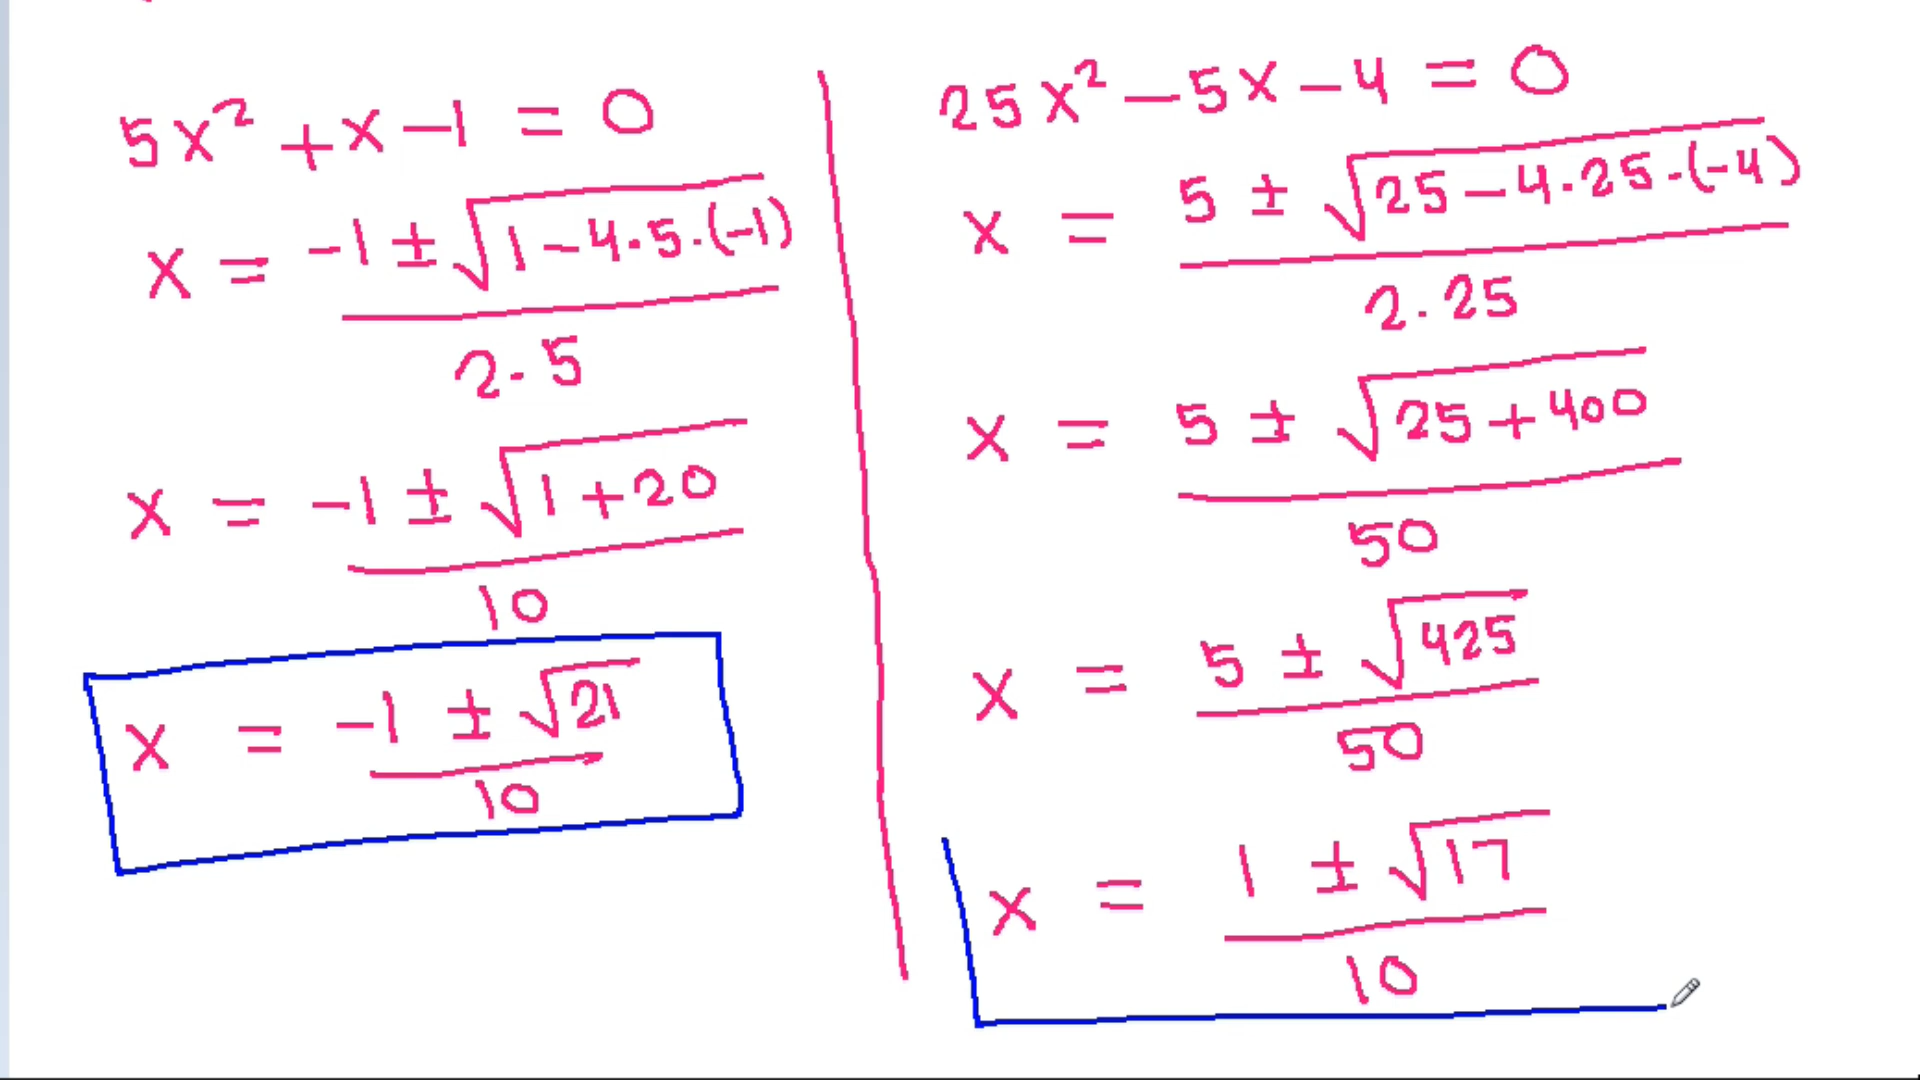 5x² + x − 1 = 0
x = −1 ± √(1 − 4·5·(−1)) / 2·5
x = −1 ± √(1 + 20) / 10
x = −1 ± √21 / 10
25x² − 5x − 4 = 0
x = 5 ± √(25 − 4·25·(−4)) / 2·25
x = 5 ± √(25 + 400) / 50
x = 5 ± √425 / 50
x = 1 ± √17 / 10